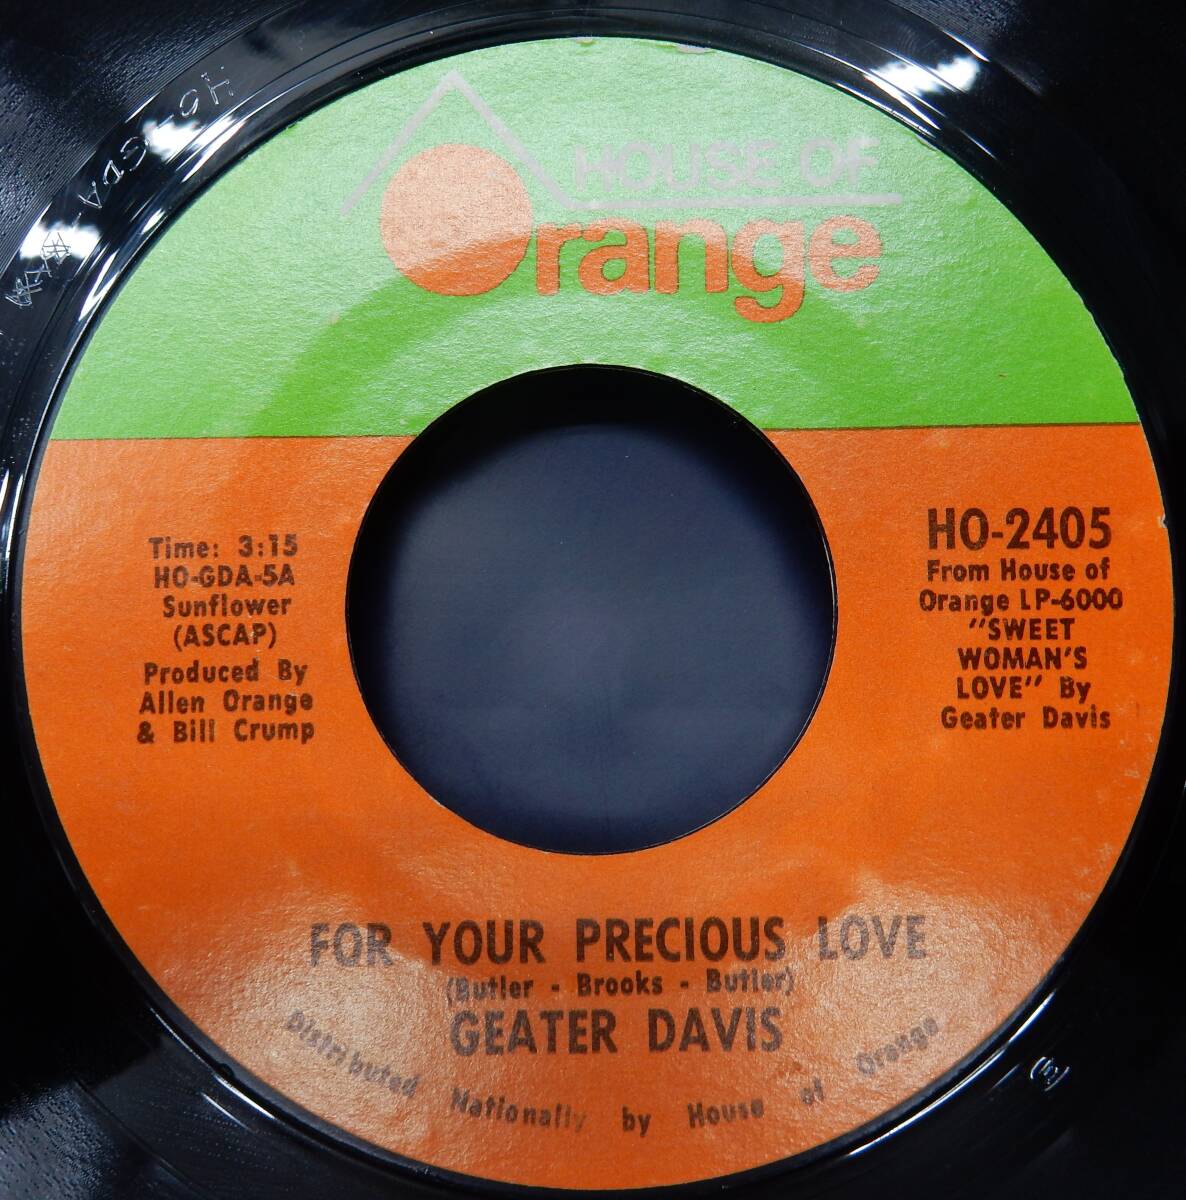 HOUSE OF
Orange
Time: 3:15
HO-GDA-5A
Sunflower
(ASCAP)
Produced By
Allen Orange
& Bill Crump
HO-2405
From House of
Orange LP-6000
"SWEET
WOMAN'S
LOVE" By
Geater Davis
FOR YOUR PRECIOUS LOVE
(Butler - Brooks - Butler)
GEATER DAVIS
Distributed Nationally by House of Orange